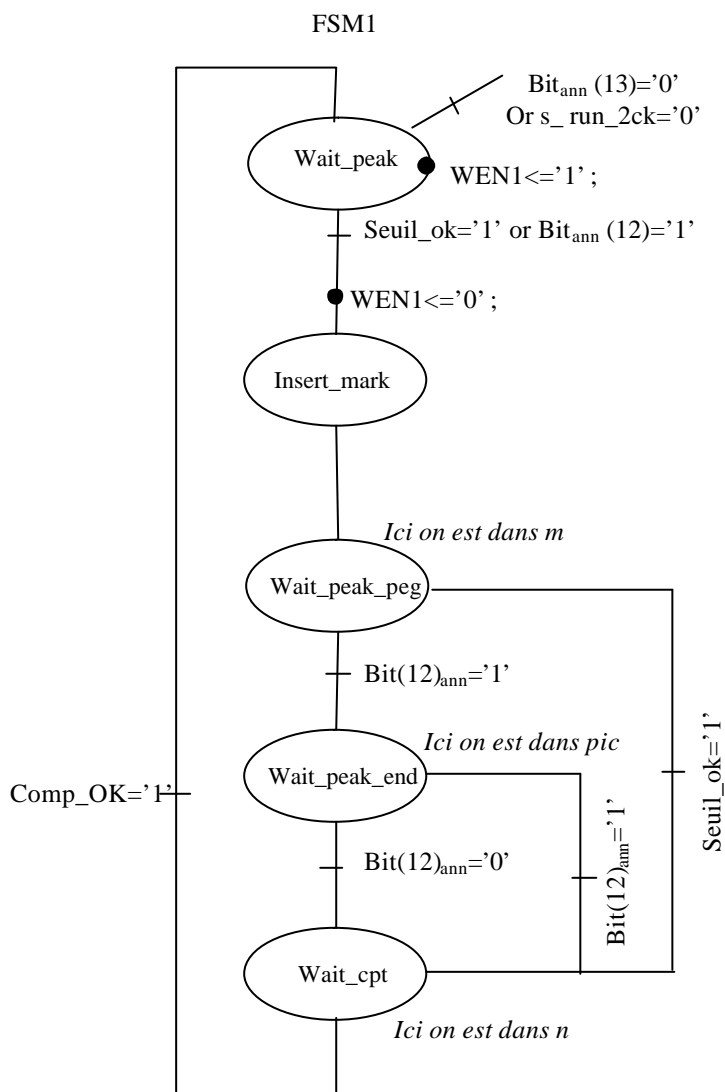 FSM1
Bitann (13)='0'
Or s_ run_2ck='0'
Wait_peak
WEN1<='1' ;
Seuil_ok='1' or Bitann (12)='1'
WEN1<='0' ;
Insert_mark
Ici on est dans m
Wait_peak_peg
Bit(12)ann='1'
Ici on est dans pic
Wait_peak_end
Comp_OK='1'
Seuil_ok='1'
Bit(12)ann='1'
Bit(12)ann='0'
Wait_cpt
Ici on est dans n